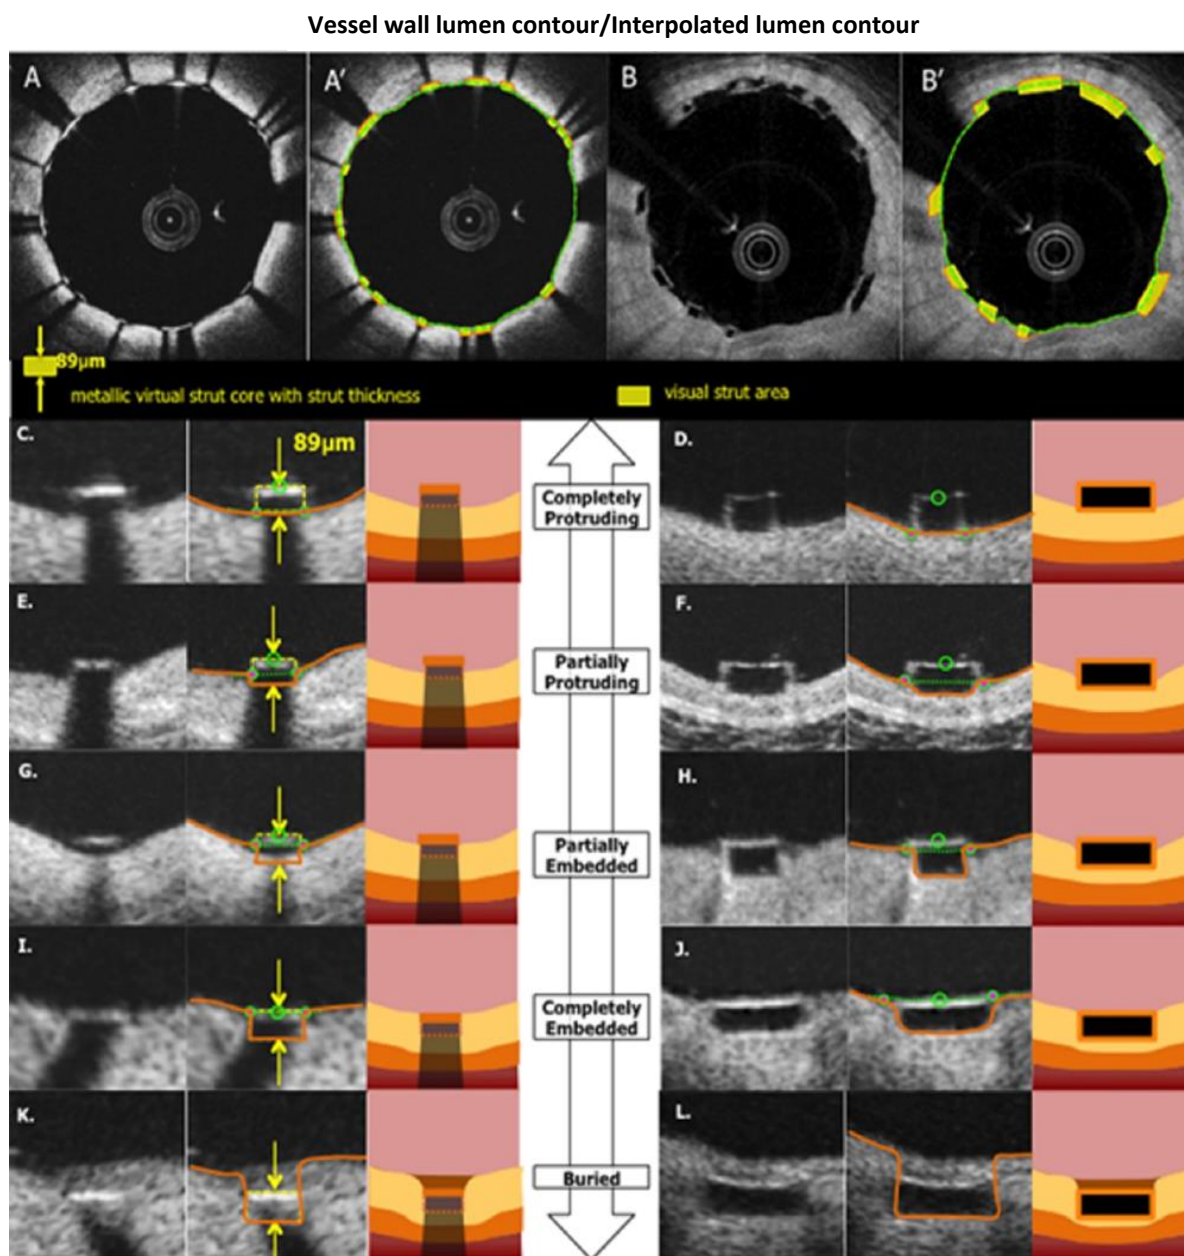 Vessel wall lumen contour/Interpolated lumen contour
A
A'
B
B'
89µm
metallic virtual strut core with strut thickness
visual strut area
C.
89µm
Completely
Protruding
D.
E.
Partially
Protruding
F.
G.
Partially
Embedded
H.
I.
Completely
Embedded
J.
K.
Buried
L.